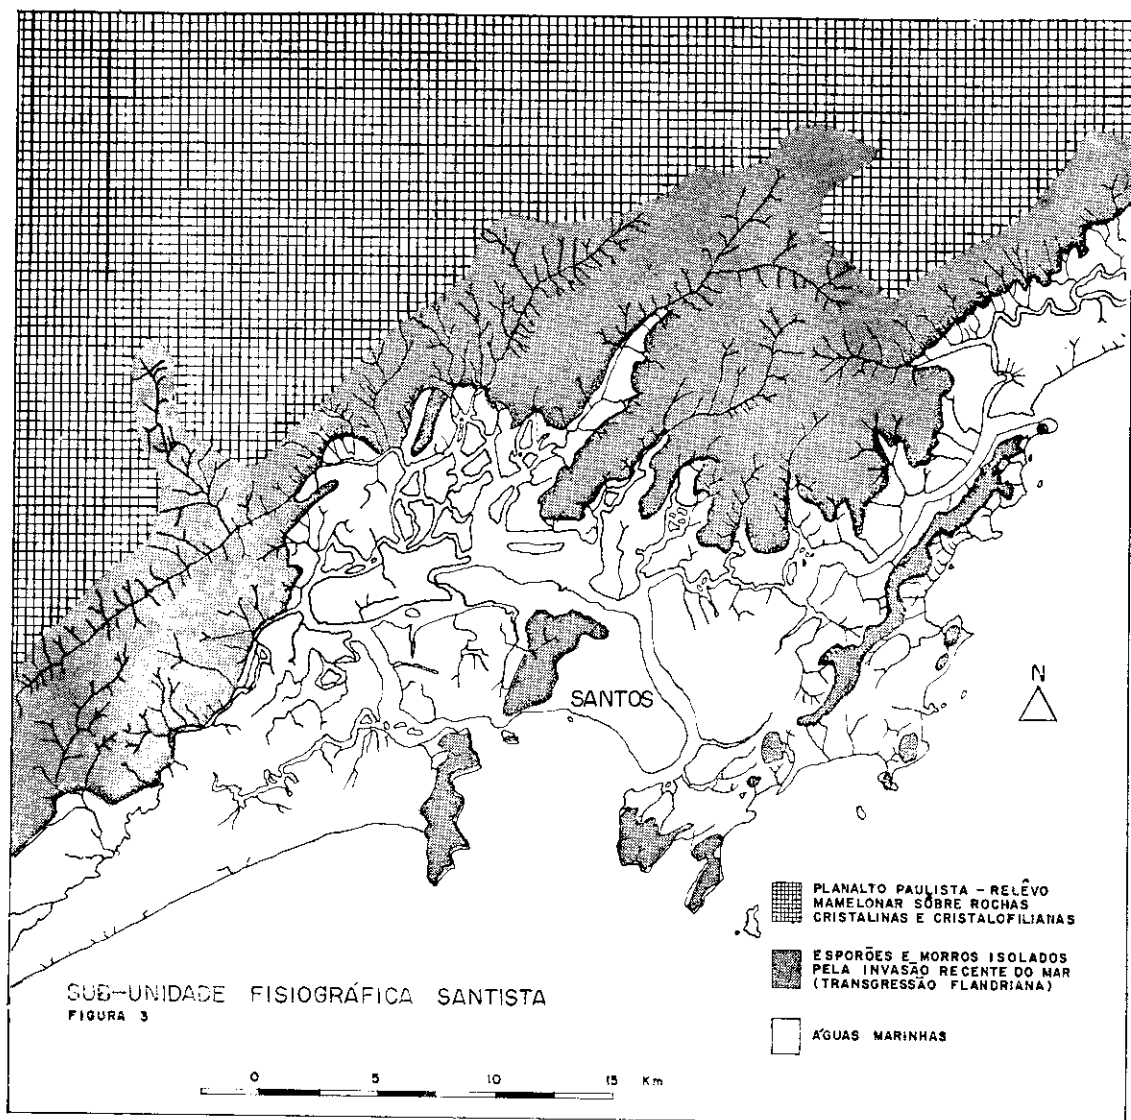 N
SANTOS
PLANALTO PAULISTA - RELÊVO
MAMELONAR SÔBRE ROCHAS
CRISTALINAS E CRISTALOFILIANAS
ESPORÕES E MORROS ISOLADOS
PELA INVASÃO RECENTE DO MAR
(TRANSGRESSÃO FLANDRIANA)
ÁGUAS MARINHAS
SUB-UNIDADE FISIOGRÁFICA SANTISTA
FIGURA 3
0 5 10 15 Km